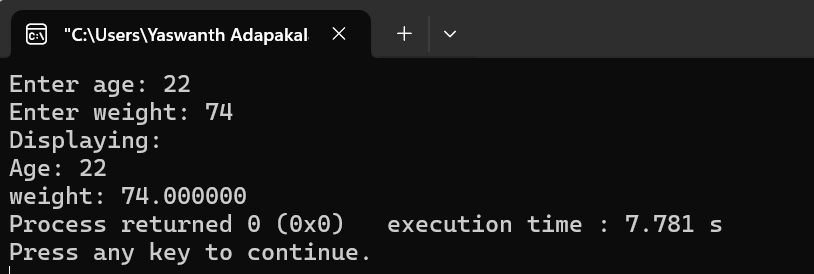 "C:\Users\Yaswanth Adapakal
Enter age: 22
Enter weight: 74
Displaying:
Age: 22
weight: 74.000000
Process returned 0 (0x0)   execution time : 7.781 s
Press any key to continue.